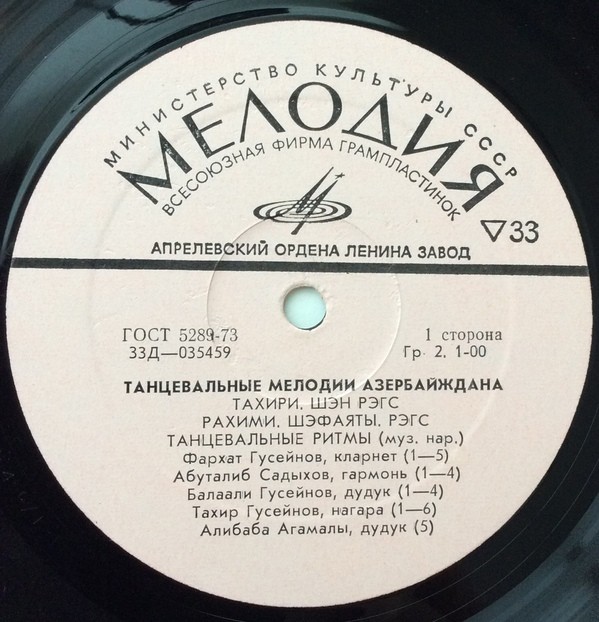 МИНИСТЕРСТВО КУЛЬТУРЫ СССР
МЕЛОДИЯ
ВСЕСОЮЗНАЯ ФИРМА ГРАМПЛАСТИНОК
▽33
АПРЕЛЕВСКИЙ ОРДЕНА ЛЕНИНА ЗАВОД
ГОСТ 5289-73
1 сторона
33Д—035459
Гр. 2. 1-00
ТАНЦЕВАЛЬНЫЕ МЕЛОДИИ АЗЕРБАЙЖДАНА
ТАХИРИ. ШЭН РЭГС
РАХИМИ. ШЭФАЯТЫ. РЭГС
ТАНЦЕВАЛЬНЫЕ РИТМЫ (муз. нар.)
Фархат Гусейнов, кларнет (1—5)
Абуталиб Садыхов, гармонь (1—4)
Балаали Гусейнов, дудук (1—4)
Тахир Гусейнов, нагара (1—6)
Алибаба Агамалы, дудук (5)